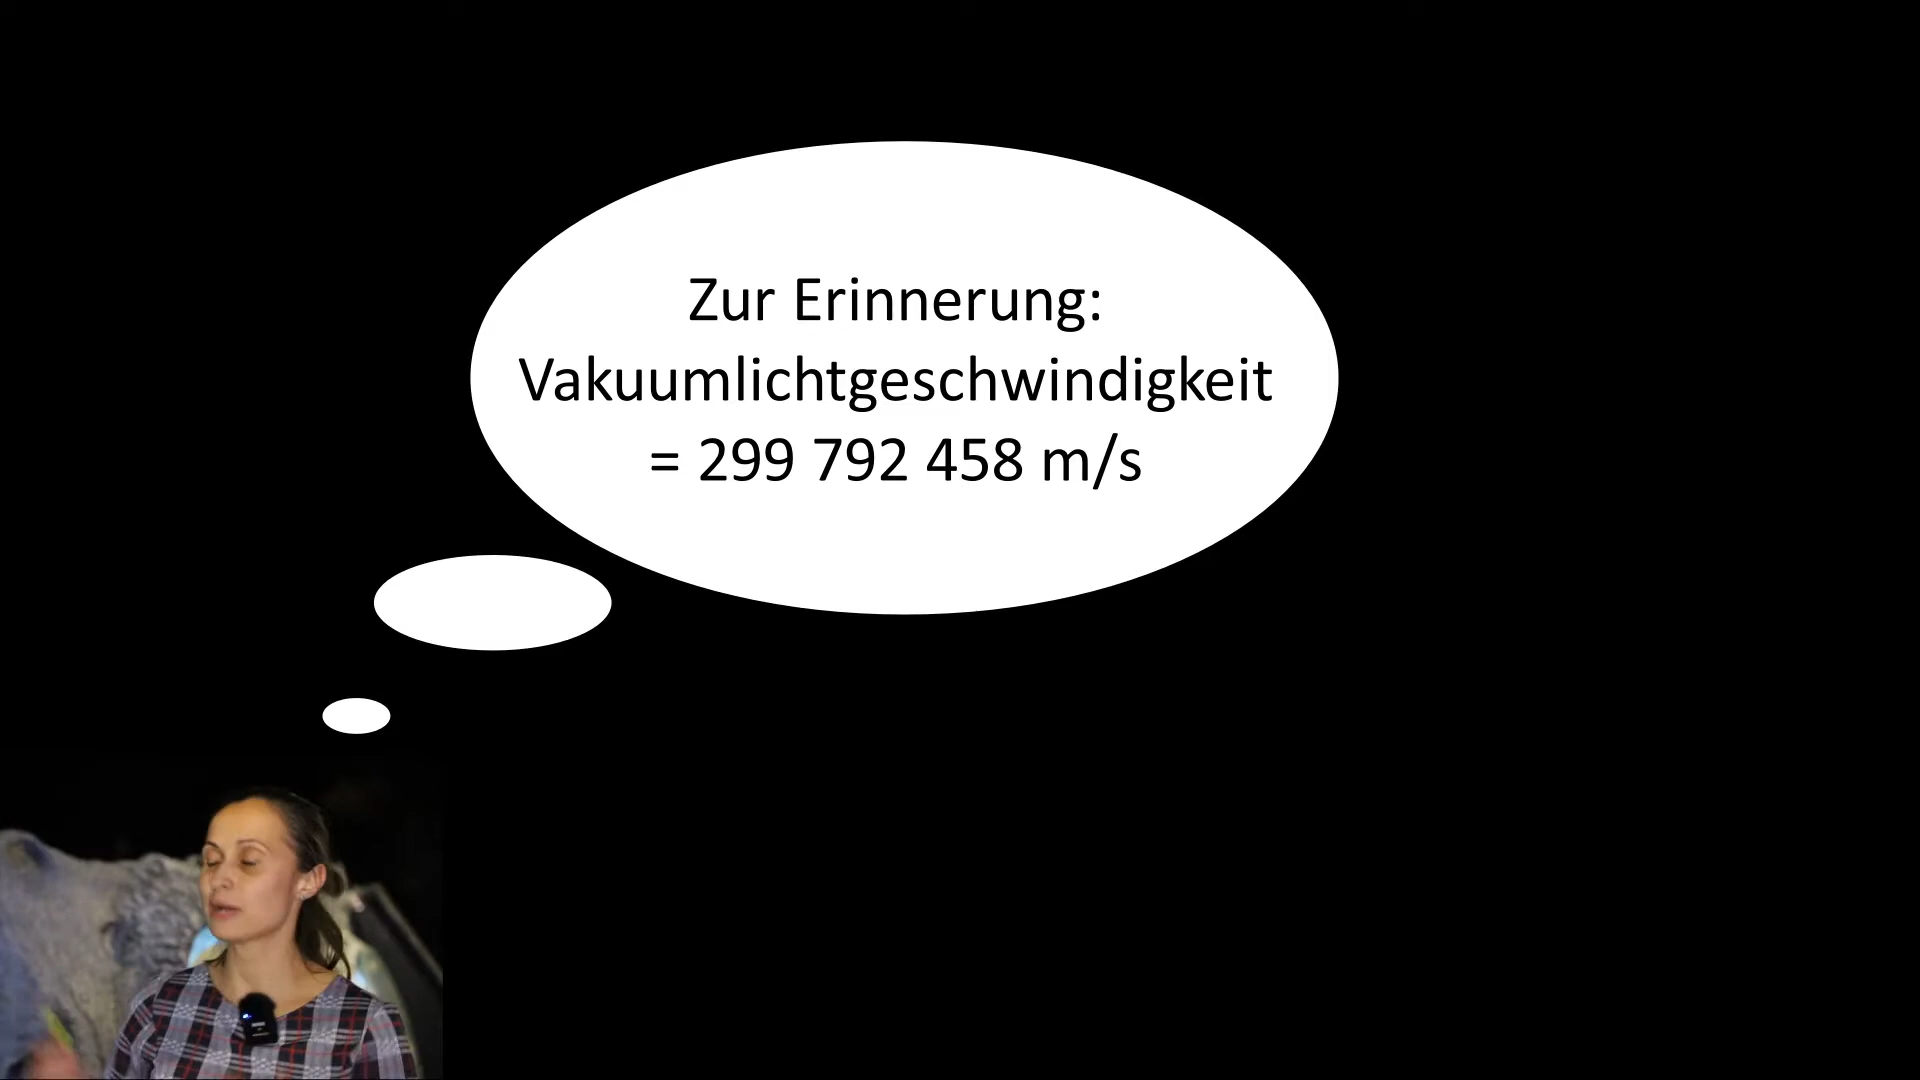 Zur Erinnerung:
Vakuumlichtgeschwindigkeit
= 299 792 458 m/s